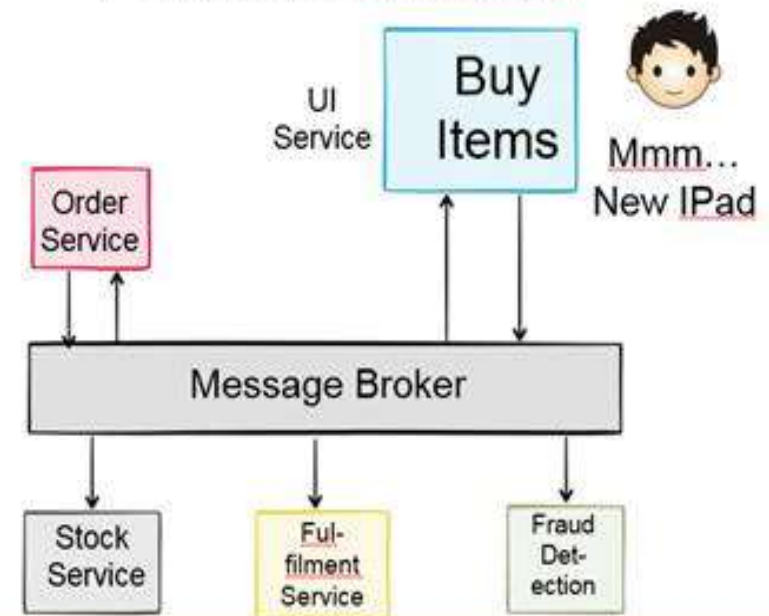 UI
Service
Buy
Items
Mmm...
New IPad
Order
Service
Message Broker
Stock
Service
Ful-
filment
Service
Fraud
Det-
ection